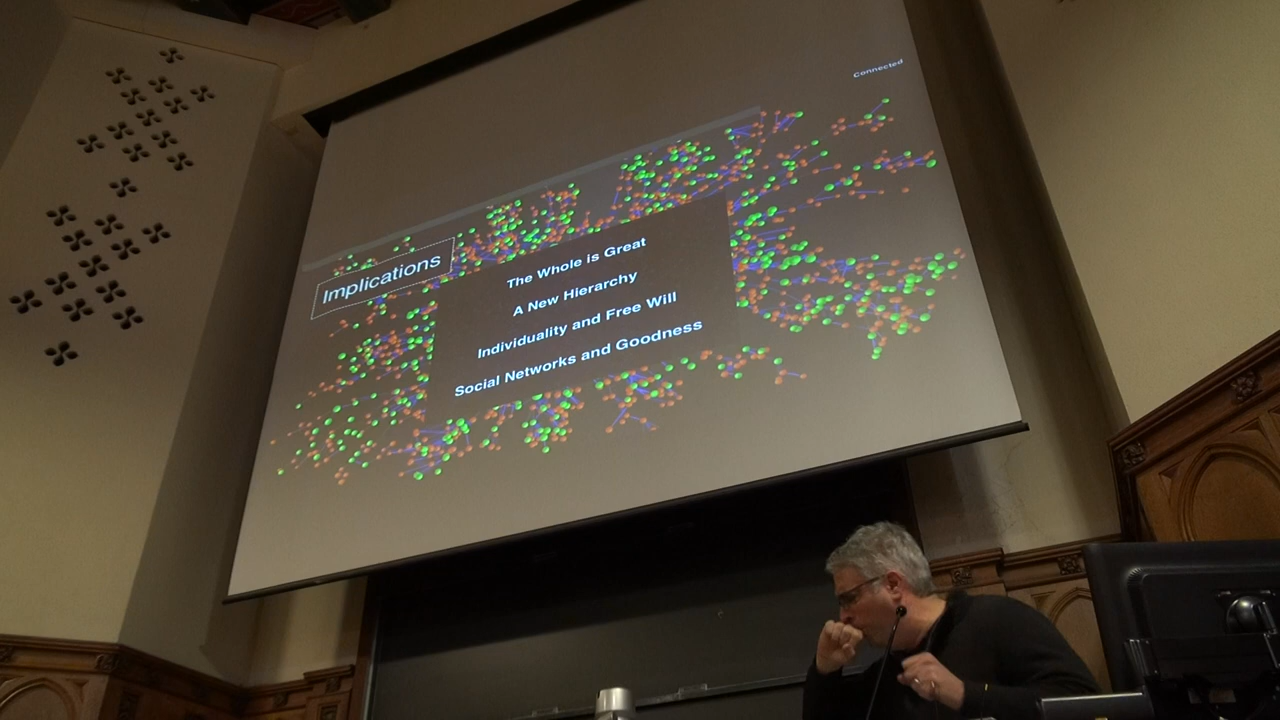 Connected
Implications
The Whole is Great
A New Hierarchy
Individuality and Free Will
Social Networks and Goodness